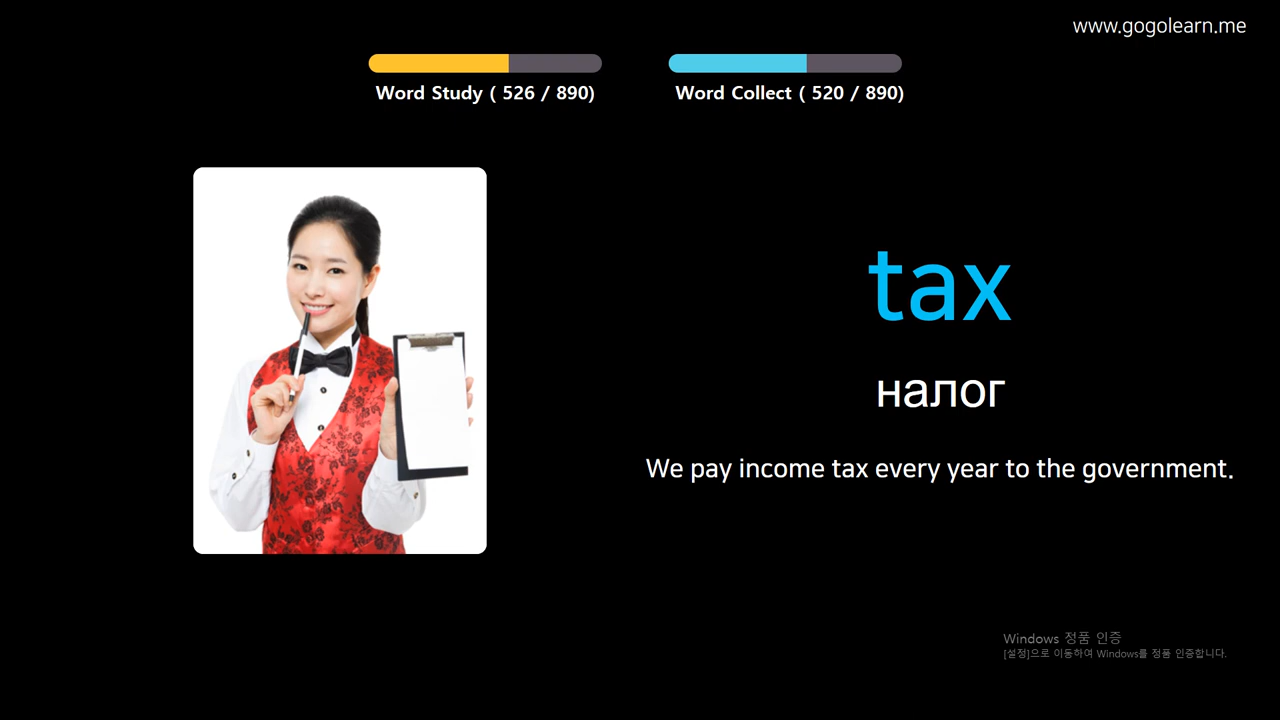 www.gogolearn.me
Word Study ( 526 / 890)
Word Collect ( 520 / 890)
tax
налог
We pay income tax every year to the government.
Windows 정품 인증
[설정]으로 이동하여 Windows를 정품 인증합니다.